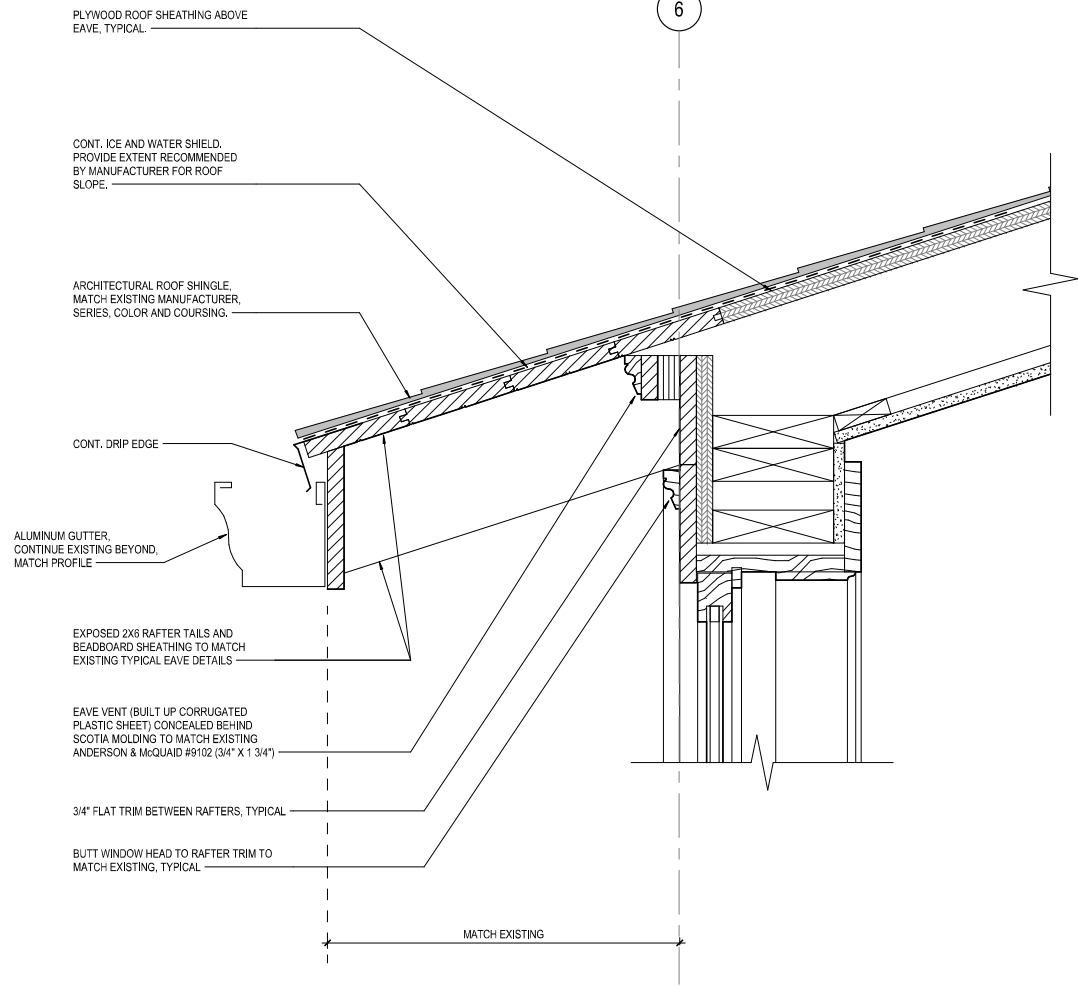 6
PLYWOOD ROOF SHEATHING ABOVE
EAVE, TYPICAL.
CONT. ICE AND WATER SHIELD.
PROVIDE EXTENT RECOMMENDED
BY MANUFACTURER FOR ROOF
SLOPE.
ARCHITECTURAL ROOF SHINGLE,
MATCH EXISTING MANUFACTURER,
SERIES, COLOR AND COURSING.
CONT. DRIP EDGE
ALUMINUM GUTTER,
CONTINUE EXISTING BEYOND,
MATCH PROFILE
EXPOSED 2X6 RAFTER TAILS AND
BEADBOARD SHEATHING TO MATCH
EXISTING TYPICAL EAVE DETAILS
EAVE VENT (BUILT UP CORRUGATED
PLASTIC SHEET) CONCEALED BEHIND
SCOTIA MOLDING TO MATCH EXISTING
ANDERSON & McQUAID #9102 (3/4" X 1 3/4")
3/4" FLAT TRIM BETWEEN RAFTERS, TYPICAL
BUTT WINDOW HEAD TO RAFTER TRIM TO
MATCH EXISTING, TYPICAL
MATCH EXISTING